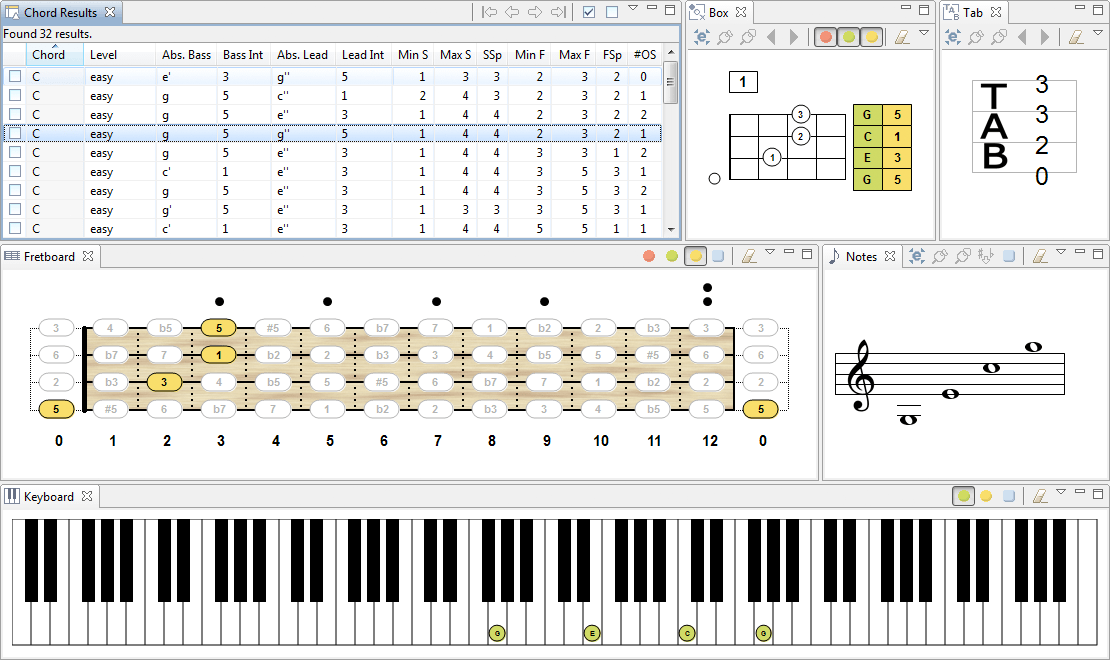 Chord Results
Found 32 results.
Chord Level Abs. Bass Bass Int Abs. Lead Lead Int Min S Max S SSp Min F Max F FSp #OS
C easy e' 3 g'' 5 1 3 3 2 3 2 0
C easy g 5 c'' 1 2 4 3 2 3 2 1
C easy g 5 e'' 3 1 4 4 2 3 2 2
C easy g 5 g'' 5 1 4 4 2 3 2 1
C easy g 5 e'' 3 1 4 4 3 3 1 2
C easy c' 1 e'' 3 1 4 4 3 5 3 1
C easy g 5 e'' 3 1 4 4 3 5 3 2
C easy g' 5 e'' 3 1 3 3 3 5 3 1
C easy c' 1 e'' 3 1 4 4 5 5 1 1
Box
1
3
2
1
G 5
C 1
E 3
G 5
Tab
TAB
3
3
2
0
Fretboard
3 4 b5 5 #5 6 b7 7 1 b2 2 b3 3 3
6 b7 7 1 b2 2 b3 3 4 b5 5 #5 6 6
2 b3 3 4 b5 5 #5 6 b7 7 1 b2 2 2
5 #5 6 b7 7 1 b2 2 b3 3 4 b5 5 5
0 1 2 3 4 5 6 7 8 9 10 11 12 0
Notes
Keyboard
G E C G